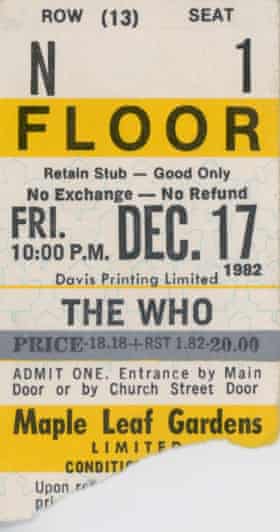 ROW (13) SEAT
N 1
FLOOR
Retain Stub — Good Only
No Exchange — No Refund
FRI. DEC. 17
10:00 P.M. 1982
Davis Printing Limited
THE WHO
PRICE-18.18+RST 1.82-20.00
ADMIT ONE. Entrance by Main
Door or by Church Street Door
Maple Leaf Gardens
LIMITED
Upon